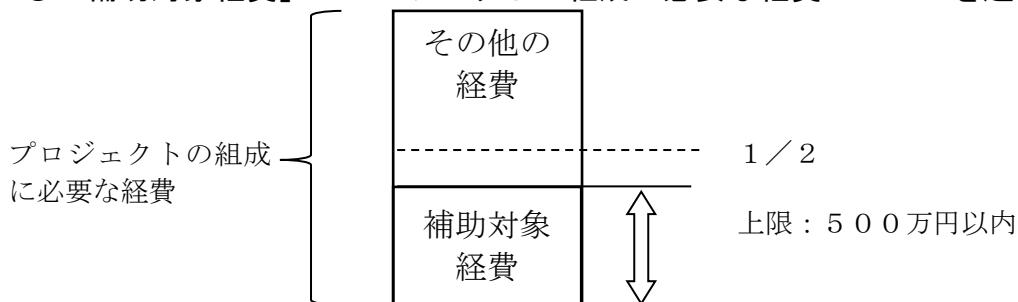 その他の
経費
プロジェクトの組成
に必要な経費
１／２
補助対象
経費
上限：５００万円以内